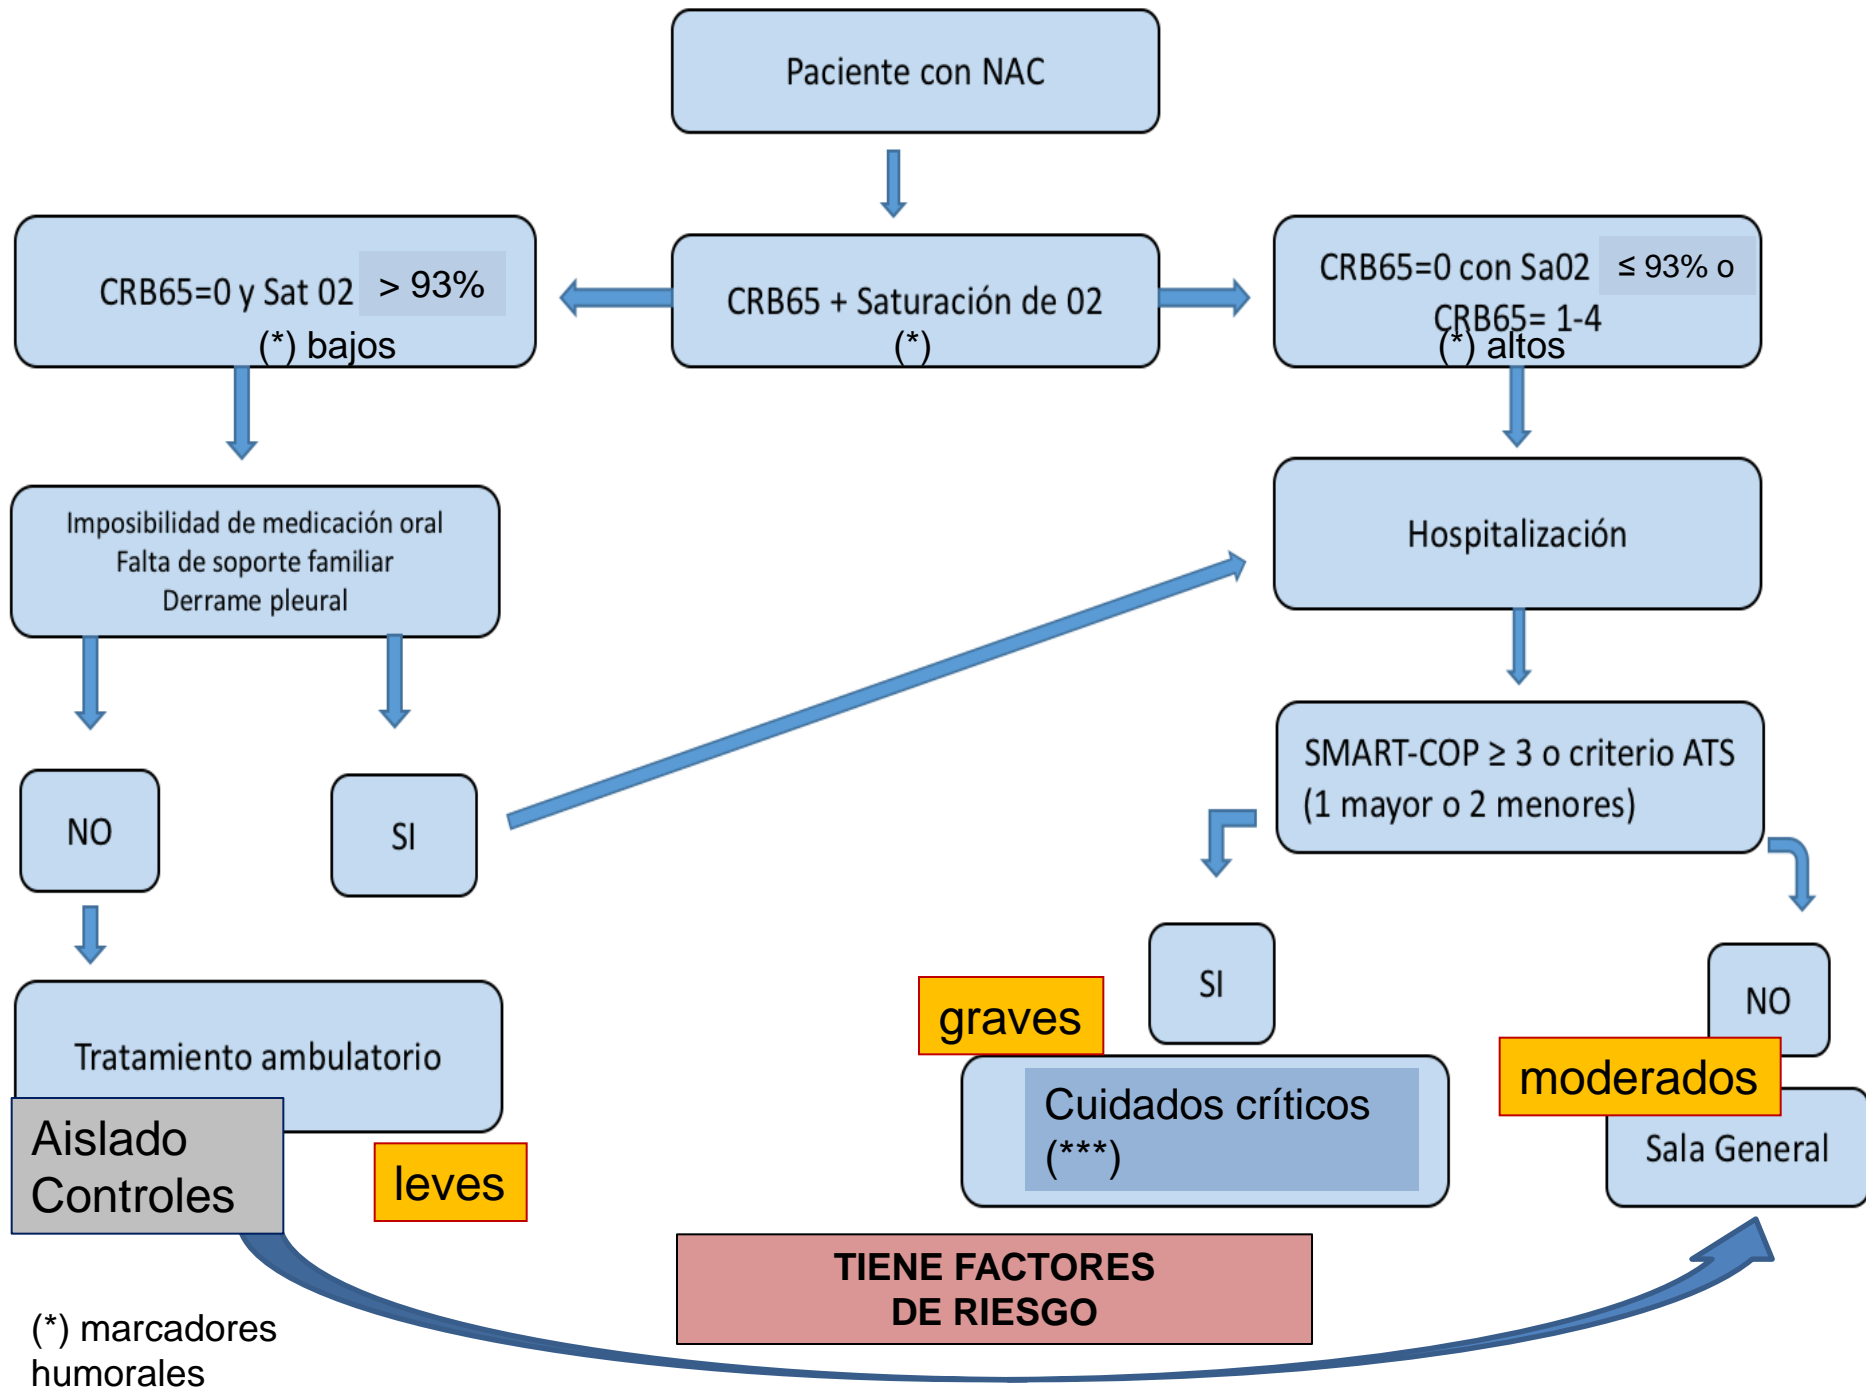 Paciente con NAC
CRB65=0 y Sat 02 > 93%
(*) bajos
CRB65 + Saturación de 02
(*)
CRB65=0 con Sa02 ≤ 93% o
CRB65= 1-4
(*) altos
Imposibilidad de medicación oral
Falta de soporte familiar
Derrame pleural
Hospitalización
SMART-COP ≥ 3 o criterio ATS
(1 mayor o 2 menores)
NO
SI
SI
NO
graves
moderados
Tratamiento ambulatorio
Cuidados críticos
(***)
Sala General
Aislado
Controles
leves
TIENE FACTORES
DE RIESGO
(*) marcadores
humorales